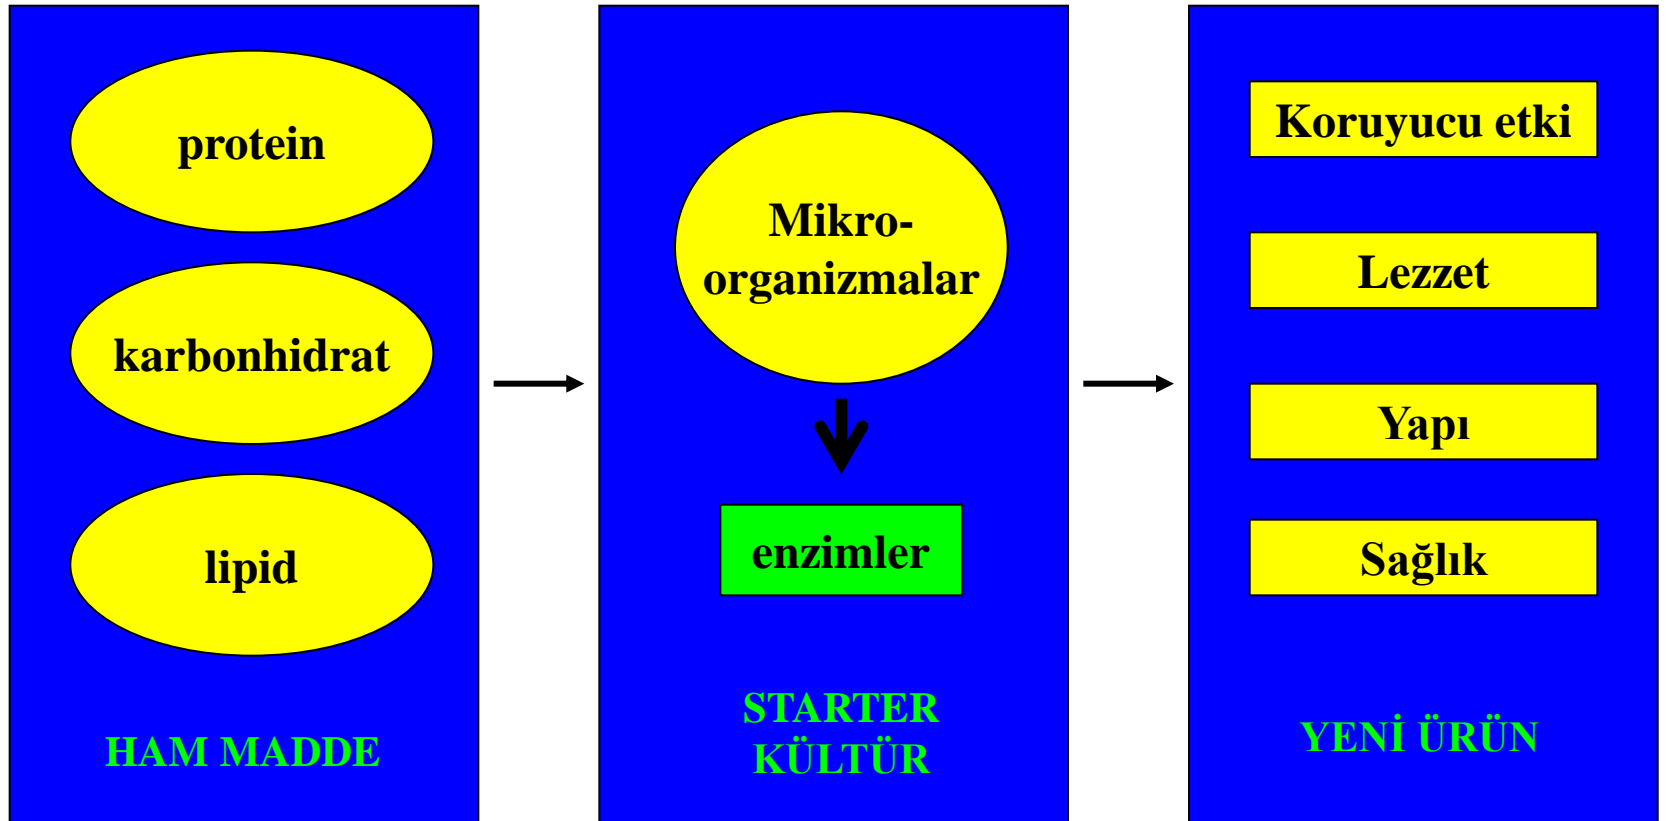 protein
karbonhidrat
lipid
HAM MADDE
Mikro-
organizmalar
enzimler
STARTER
KÜLTÜR
Koruyucu etki
Lezzet
Yapı
Sağlık
YENİ ÜRÜN